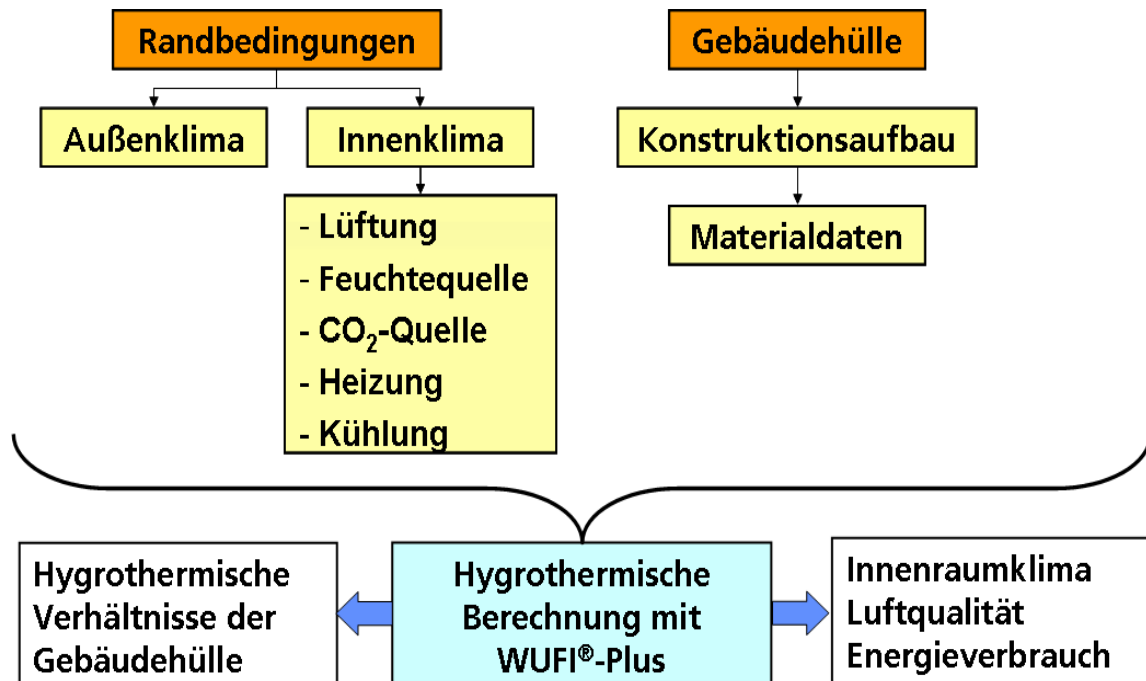 Randbedingungen
Gebäudehülle
Außenklima
Innenklima
Konstruktionsaufbau
- Lüftung
- Feuchtequelle
- CO₂-Quelle
- Heizung
- Kühlung
Materialdaten
Hygrothermische
Verhältnisse der
Gebäudehülle
Hygrothermische
Berechnung mit
WUFI®-Plus
Innenraumklima
Luftqualität
Energieverbrauch